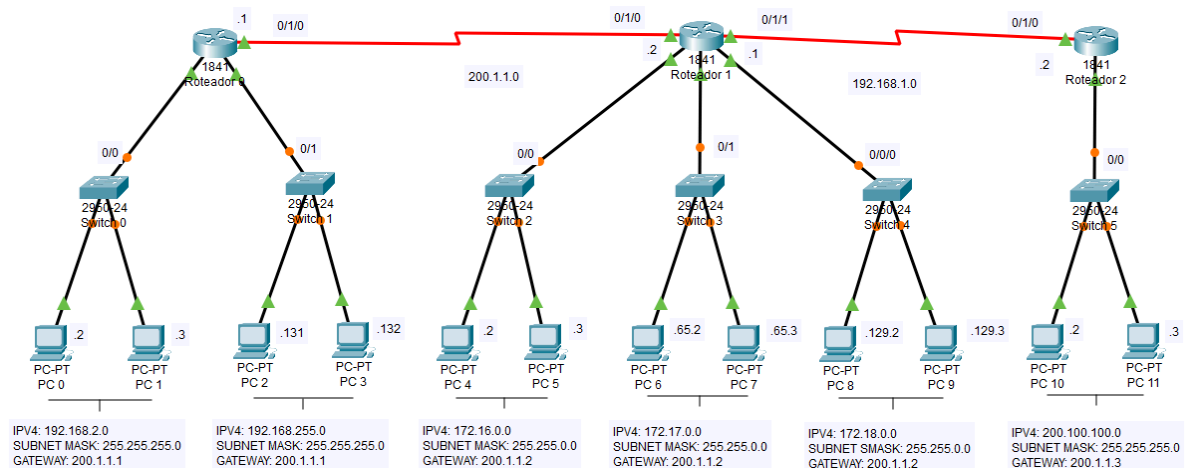 .1
0/1/0
0/1/0
0/1/1
0/1/0
1841
Roteador 0
.2
1841
Roteador 1
.1
.2
1841
Roteador 2
200.1.1.0
192.168.1.0
0/0
0/1
0/0
0/1
0/0/0
0/0
2950-24
Switch 0
2950-24
Switch 1
2950-24
Switch 2
2950-24
Switch 3
2950-24
Switch 4
2950-24
Switch 5
.2
.3
.131
.132
.2
.3
.65.2
.65.3
.129.2
.129.3
.2
.3
PC-PT
PC 0
PC-PT
PC 1
PC-PT
PC 2
PC-PT
PC 3
PC-PT
PC 4
PC-PT
PC 5
PC-PT
PC 6
PC-PT
PC 7
PC-PT
PC 8
PC-PT
PC 9
PC-PT
PC 10
PC-PT
PC 11
IPV4: 192.168.2.0
SUBNET MASK: 255.255.255.0
GATEWAY: 200.1.1.1
IPV4: 192.168.255.0
SUBNET MASK: 255.255.255.0
GATEWAY: 200.1.1.1
IPV4: 172.16.0.0
SUBNET MASK: 255.255.0.0
GATEWAY: 200.1.1.2
IPV4: 172.17.0.0
SUBNET MASK: 255.255.0.0
GATEWAY: 200.1.1.2
IPV4: 172.18.0.0
SUBNET SMASK: 255.255.0.0
GATEWAY: 200.1.1.2
IPV4: 200.100.100.0
SUBNET MASK: 255.255.255.0
GATEWAY: 200.1.1.3